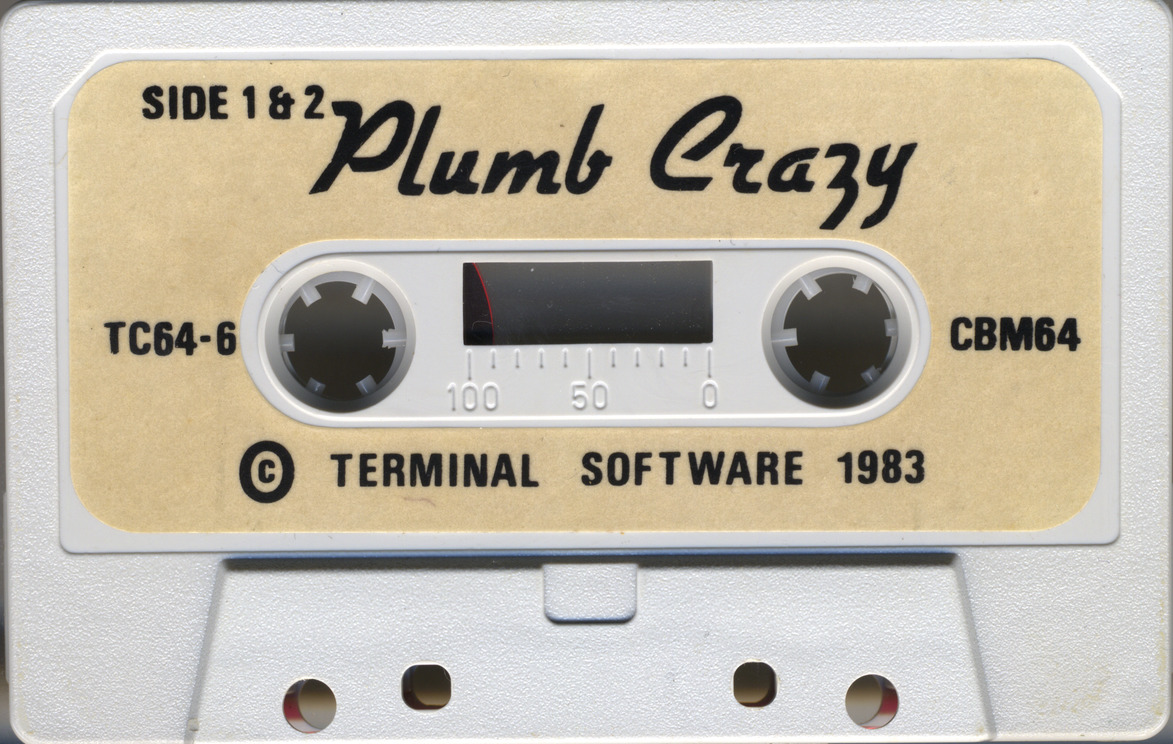 SIDE 1 & 2
Plumb Crazy
TC64-6
CBM64
100 50 0
© TERMINAL SOFTWARE 1983